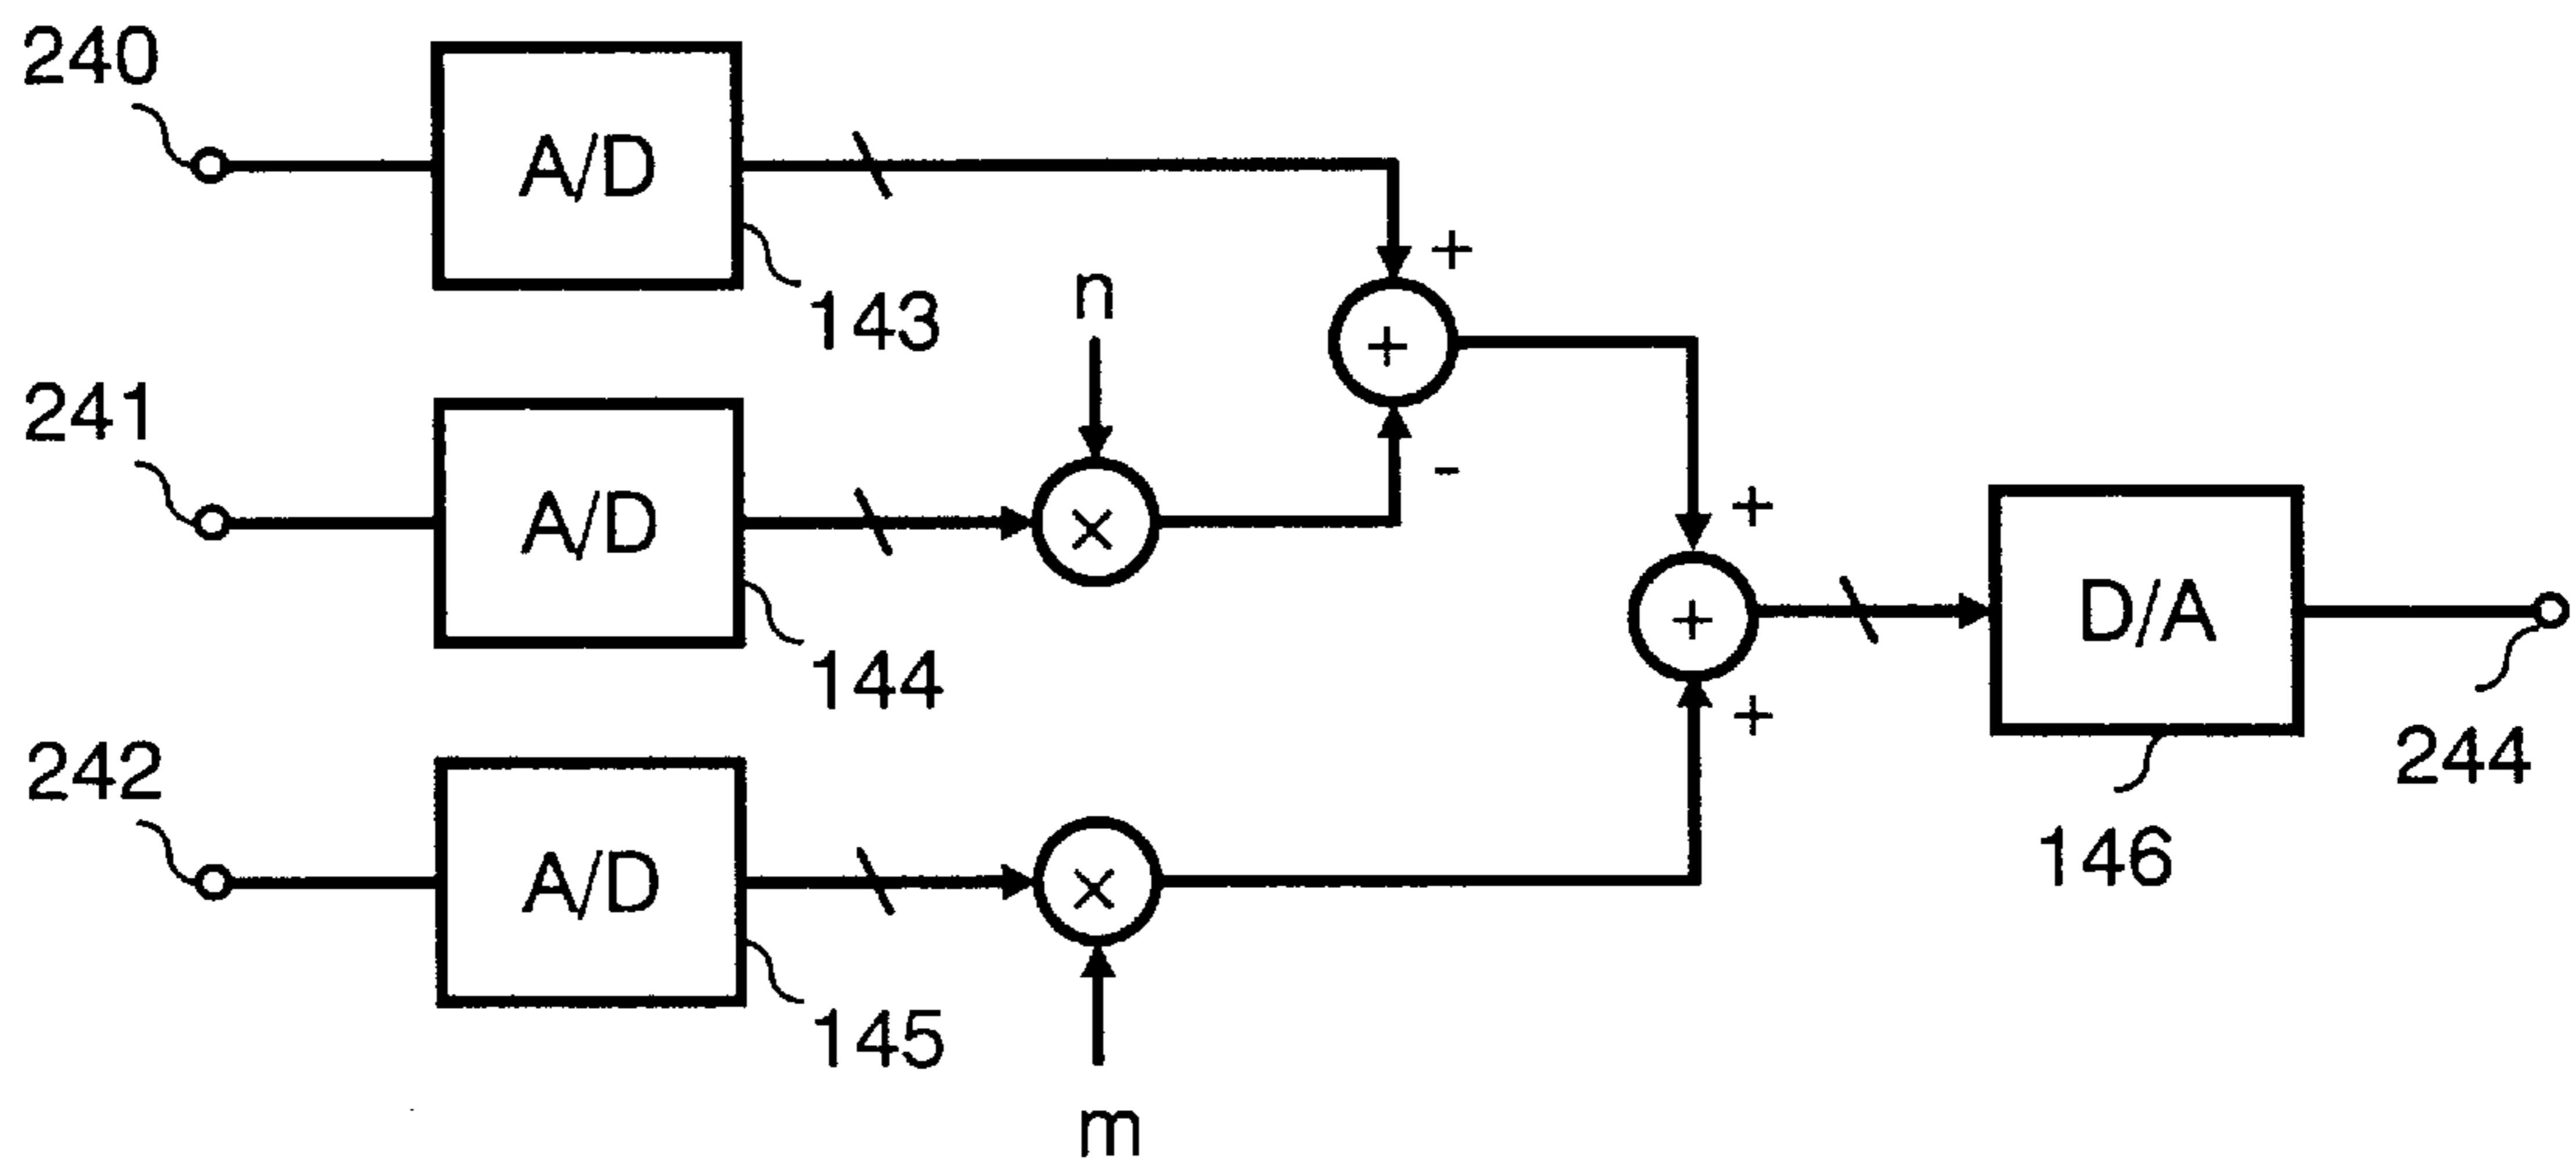 240
A/D
143
+
n
+
241
A/D
-
144
×
+
D/A
+
+
244
146
242
A/D
145
×
m